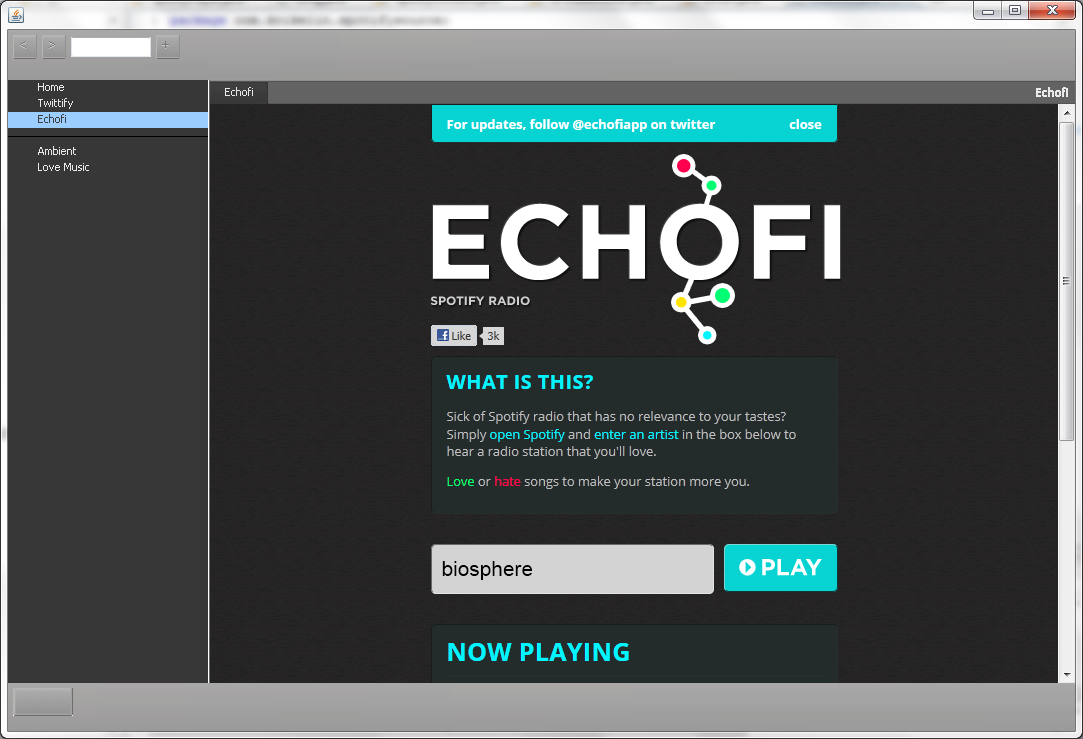 package com.
< > +
Home
Twittify
Echofi
Ambient
Love Music
Echofi
Echofi
For updates, follow @echofiapp on twitter close
ECHOFI
SPOTIFY RADIO
Like 3k
WHAT IS THIS?
Sick of Spotify radio that has no relevance to your tastes?
Simply open Spotify and enter an artist in the box below to
hear a radio station that you'll love.
Love or hate songs to make your station more you.
biosphere
PLAY
NOW PLAYING